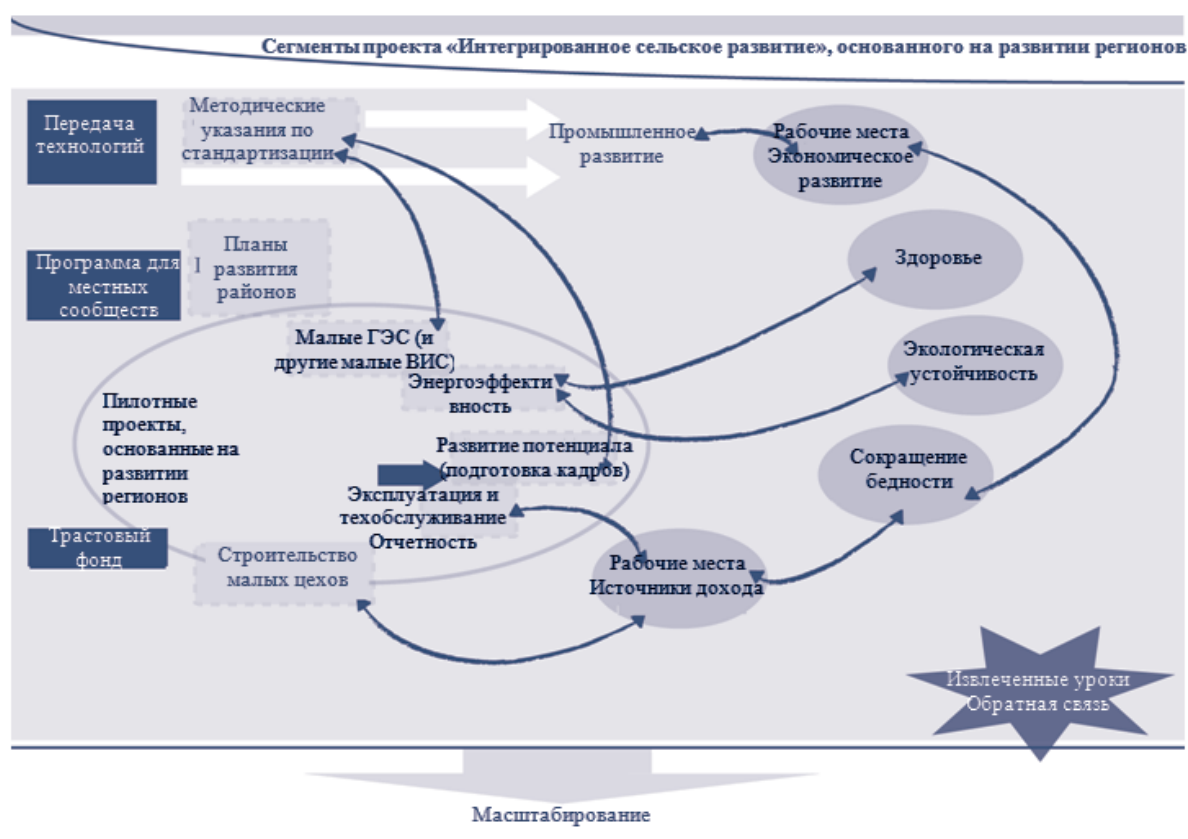 Сегменты проекта «Интегрированное сельское развитие», основанного на развитии регионов
Передача
технологий
Методические
указания по
стандартизации
Промышленное
развитие
Рабочие места
Экономическое
развитие
Программа для
местных
сообществ
Планы
развития
районов
Здоровье
Малые ГЭС (и
другие малые ВИС)
Энергоэффекти
вность
Экологическая
устойчивость
Пилотные
проекты,
основанные на
развитии
регионов
Развитие потенциала
(подготовка кадров)
Сокращение
бедности
Эксплуатация и
техобслуживание
Отчетность
Трастовый
фонд
Строительство
малых цехов
Рабочие места
Источники дохода
Извлеченные уроки
Обратная связь
Масштабирование